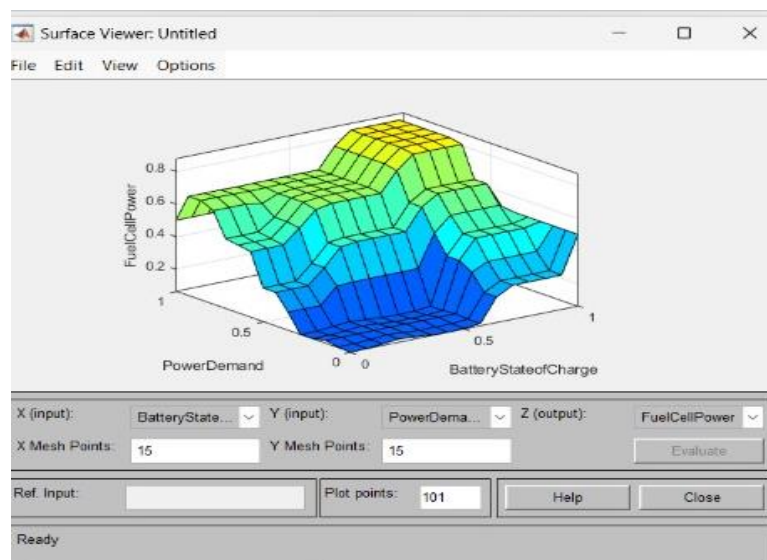 Surface Viewer: Untitled
File Edit View Options
0.8
0.6
0.4
0.2
FuelCellPower
1
0.5
0
PowerDemand
0
0.5
1
BatteryStateofCharge
X (input): BatteryState... Y (input): PowerDema... Z (output): FuelCellPower
X Mesh Points: 15 Y Mesh Points: 15 Evaluate
Ref. Input: Plot points: 101 Help Close
Ready